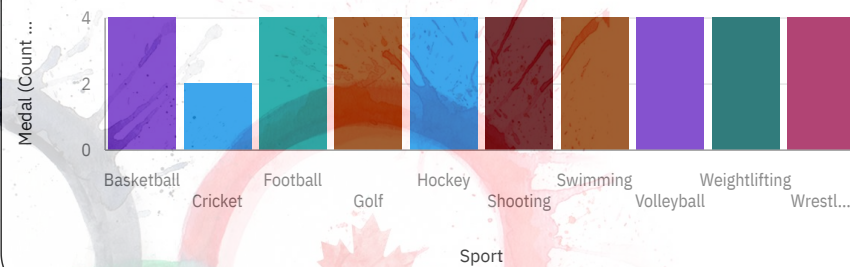 Medal (Count ...
4
2
0
Basketball
Cricket
Football
Golf
Hockey
Shooting
Swimming
Volleyball
Weightlifting
Wrestl...
Sport